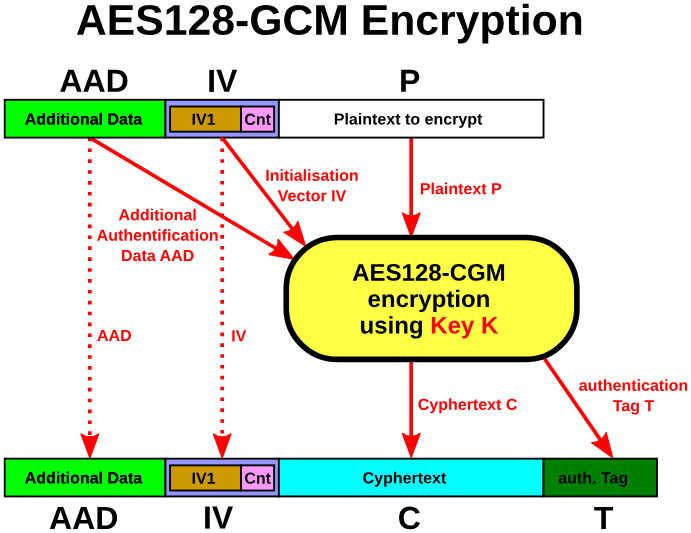 AES128-GCM Encryption
AAD IV P
Additional Data IV1 Cnt Plaintext to encrypt
Initialisation
Vector IV
Plaintext P
Additional
Authentification
Data AAD
AES128-CGM
encryption
using Key K
AAD IV
authentication
Tag T
Cyphertext C
Additional Data IV1 Cnt Cyphertext auth. Tag
AAD IV C T